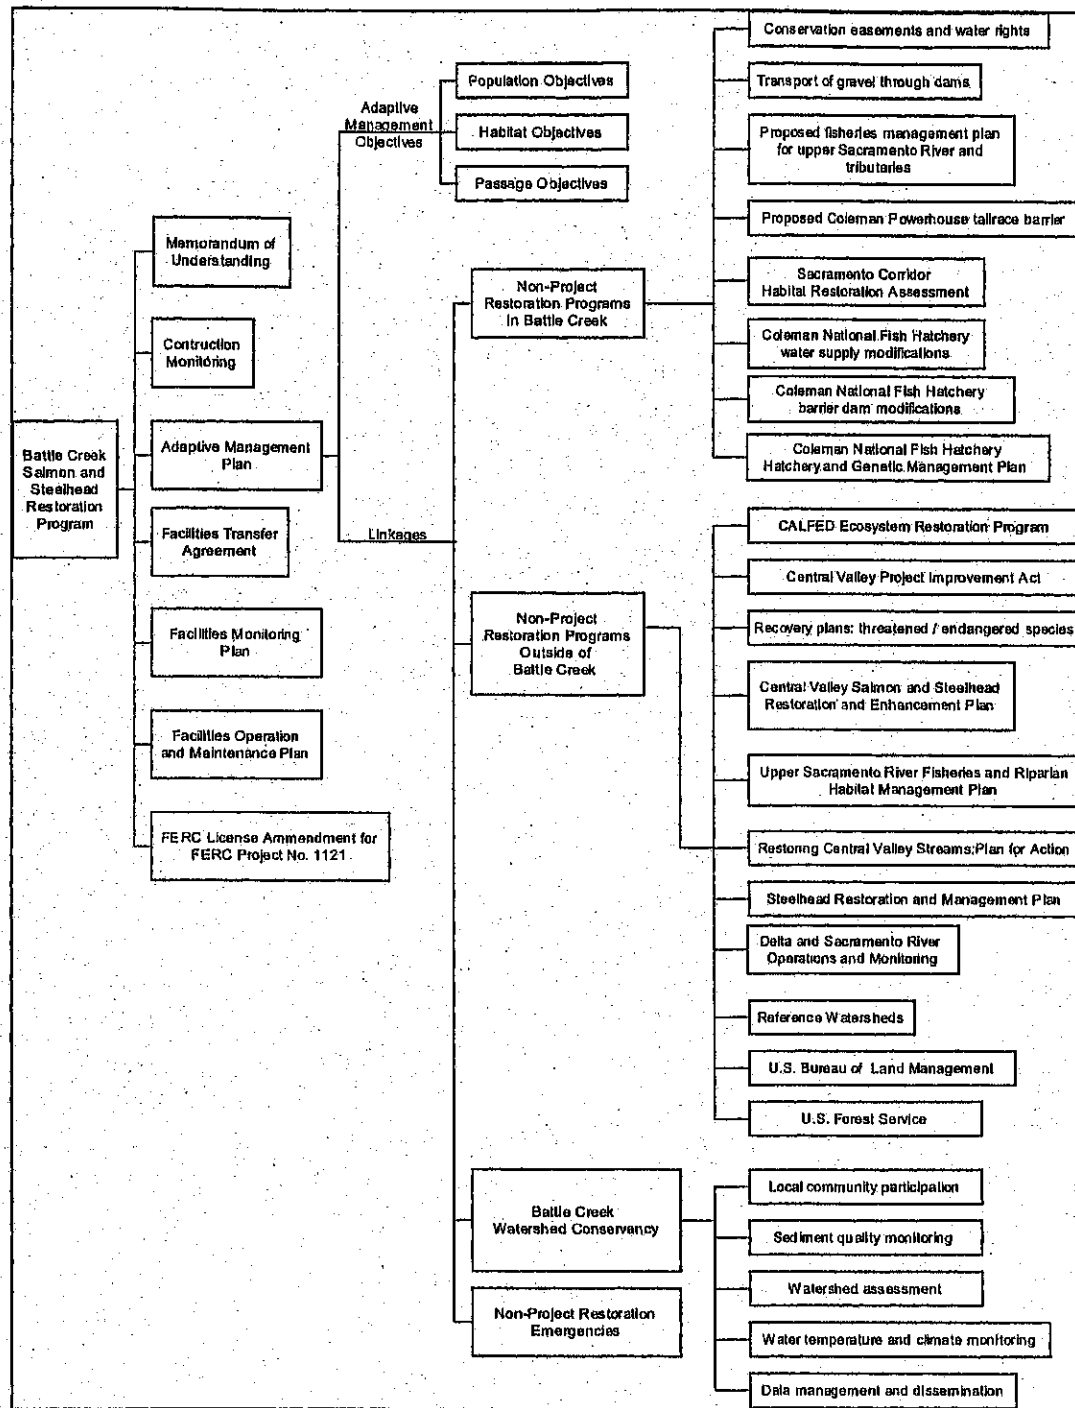 Battle Creek
Salmon and
Steelhead
Restoration
Program
Memorandum of
Understanding
Contruction
Monitoring
Adaptive Management
Plan
Facilities Transfer
Agreement
Facilities Monitoring
Plan
Facilities Operation
and Maintenance Plan
FERC License Ammendment for
FERC Project No. 1121
Adaptive
Management
Objectives
Linkages
Population Objectives
Habitat Objectives
Passage Objectives
Non-Project
Restoration Programs
in Battle Creek
Non-Project
Restoration Programs
Outside of
Battle Creek
Battle Creek
Watershed Conservancy
Non-Project Restoration
Emergencies
Conservation easements and water rights
Transport of gravel through dams
Proposed fisheries management plan
for upper Sacramento River and
tributaries
Proposed Coleman Powerhouse tailrace barrier
Sacramento Corridor
Habitat Restoration Assessment
Coleman National Fish Hatchery
water supply modifications
Coleman National Fish Hatchery
barrier dam modifications
Coleman National Fish Hatchery
Hatchery and Genetic Management Plan
CALFED Ecosystem Restoration Program
Central Valley Project Improvement Act
Recovery plans: threatened / endangered species
Central Valley Salmon and Steelhead
Restoration and Enhancement Plan
Upper Sacramento River Fisheries and Riparian
Habitat Management Plan
Restoring Central Valley Streams: Plan for Action
Steelhead Restoration and Management Plan
Delta and Sacramento River
Operations and Monitoring
Reference Watersheds
U.S. Bureau of Land Management
U.S. Forest Service
Local community participation
Sediment quality monitoring
Watershed assessment
Water temperature and climate monitoring
Data management and dissemination